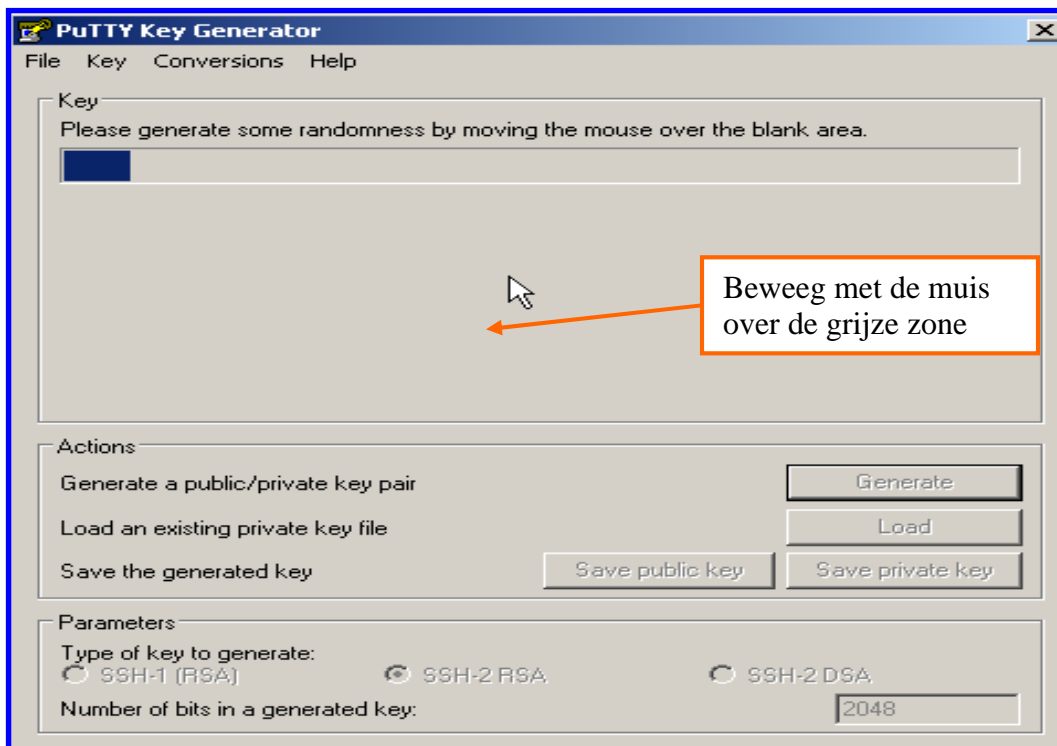 PuTTY Key Generator
File Key Conversions Help
Key
Please generate some randomness by moving the mouse over the blank area.
Beweeg met de muis
over de grijze zone
Actions
Generate a public/private key pair
Generate
Load an existing private key file
Load
Save the generated key
Save public key
Save private key
Parameters
Type of key to generate:
SSH-1 (RSA) SSH-2 RSA SSH-2 DSA
Number of bits in a generated key:
2048